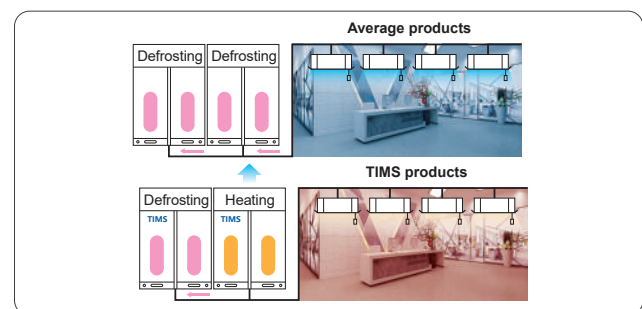 Average products
Defrosting Defrosting
TIMS products
Defrosting Heating
TIMS TIMS